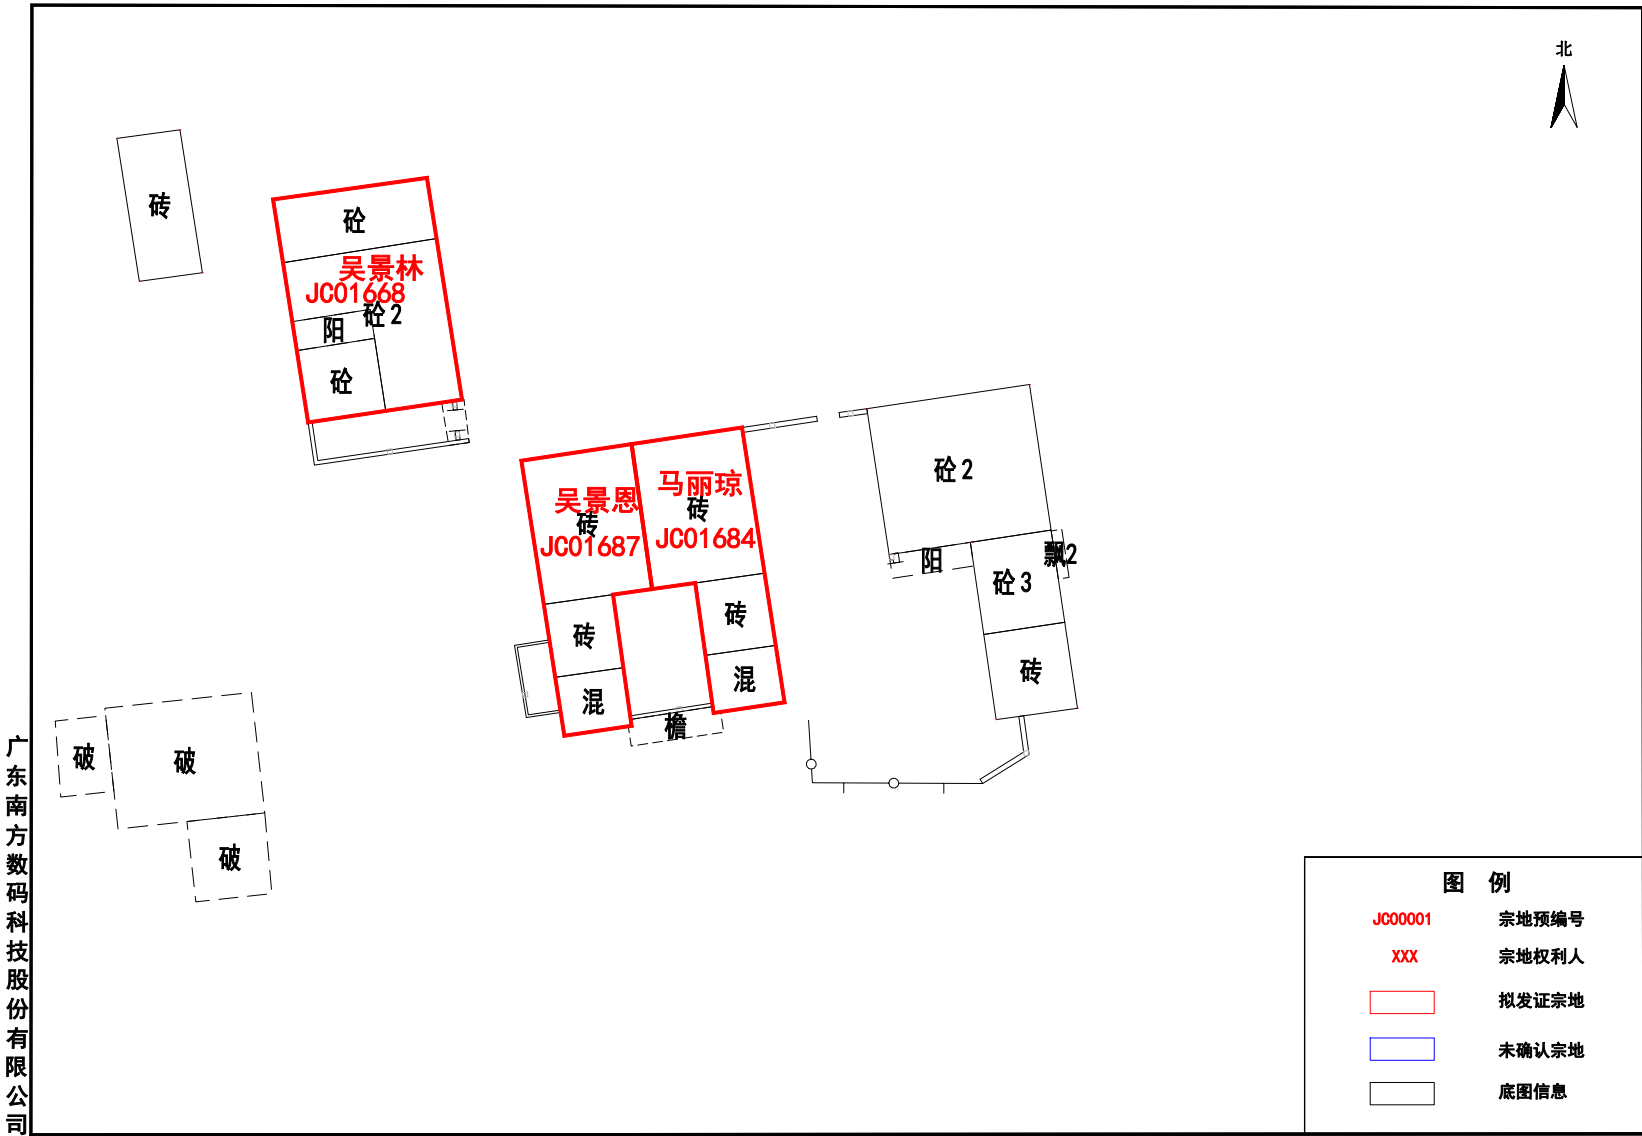 北
砖
砼
吴景林
JC01668
砼2
阳
砼
砼2
马丽琼
砖
JC01684
吴景恩
砖
JC01687
阳
飘2
砼3
砖
砖
砖
混
混
檐
破
破
破
广东南方数码科技股份有限公司
图 例
JC00001 宗地预编号
XXX 宗地权利人
拟发证宗地
未确认宗地
底图信息